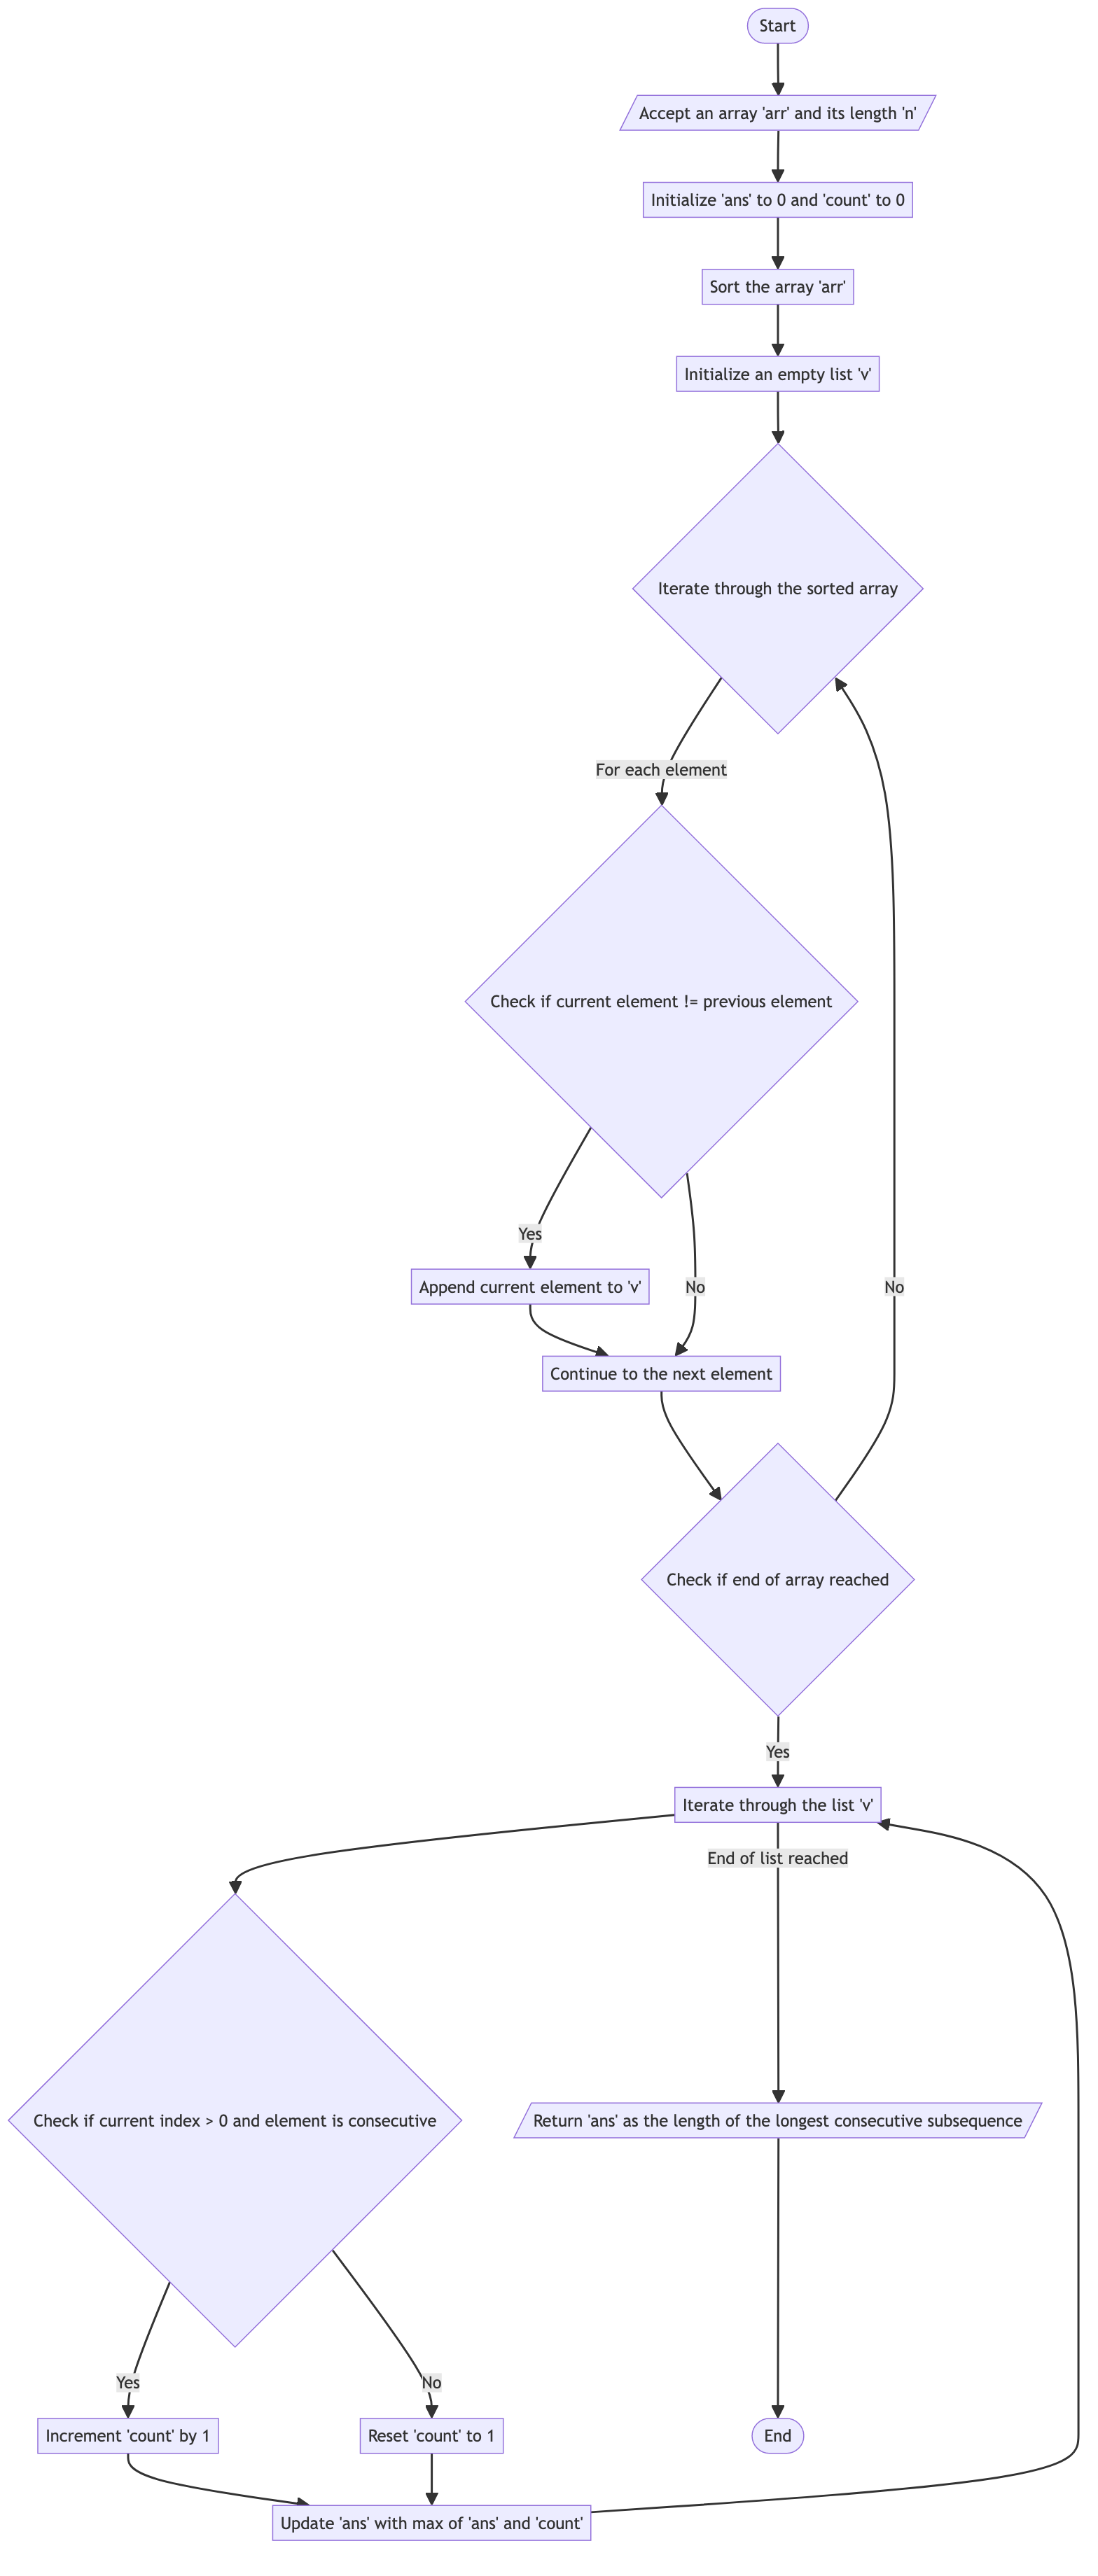 Start
Accept an array 'arr' and its length 'n'
Initialize 'ans' to 0 and 'count' to 0
Sort the array 'arr'
Initialize an empty list 'v'
Iterate through the sorted array
For each element
Check if current element != previous element
Yes
Append current element to 'v'
No
No
Continue to the next element
Check if end of array reached
Yes
Iterate through the list 'v'
End of list reached
Check if current index > 0 and element is consecutive
Return 'ans' as the length of the longest consecutive subsequence
Yes
No
Increment 'count' by 1
Reset 'count' to 1
End
Update 'ans' with max of 'ans' and 'count'